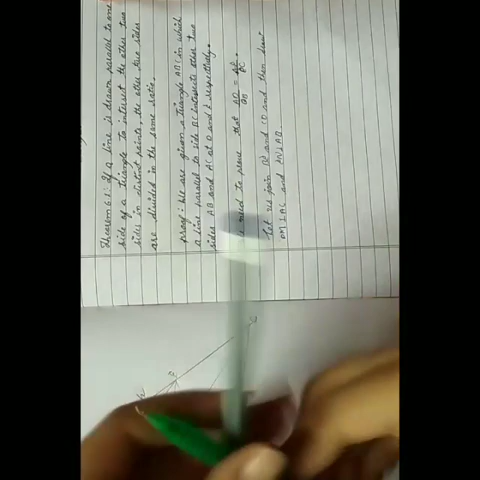 Theorem 6.1: If a line is drawn parallel to one
side of a triangle to intersect the other two
sides in distinct points, the other two sides
are divided in the same ratio.
proof: We are given a triangle ABC in which
a line parallel to side BC intersects other two
sides AB and AC at D and E respectively.
need to prove that AD/BD = AE/EC.
Let us join BE and CD and then draw
DM ⊥ AC and EN ⊥ AB